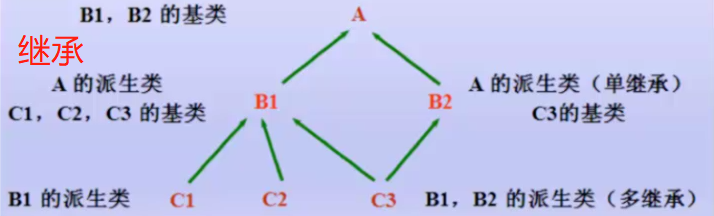 B1，B2 的基类
A
继承
A 的派生类
C1，C2，C3 的基类
B1
B2
A 的派生类（单继承）
C3的基类
B1 的派生类
C1
C2
C3
B1，B2 的派生类（多继承）